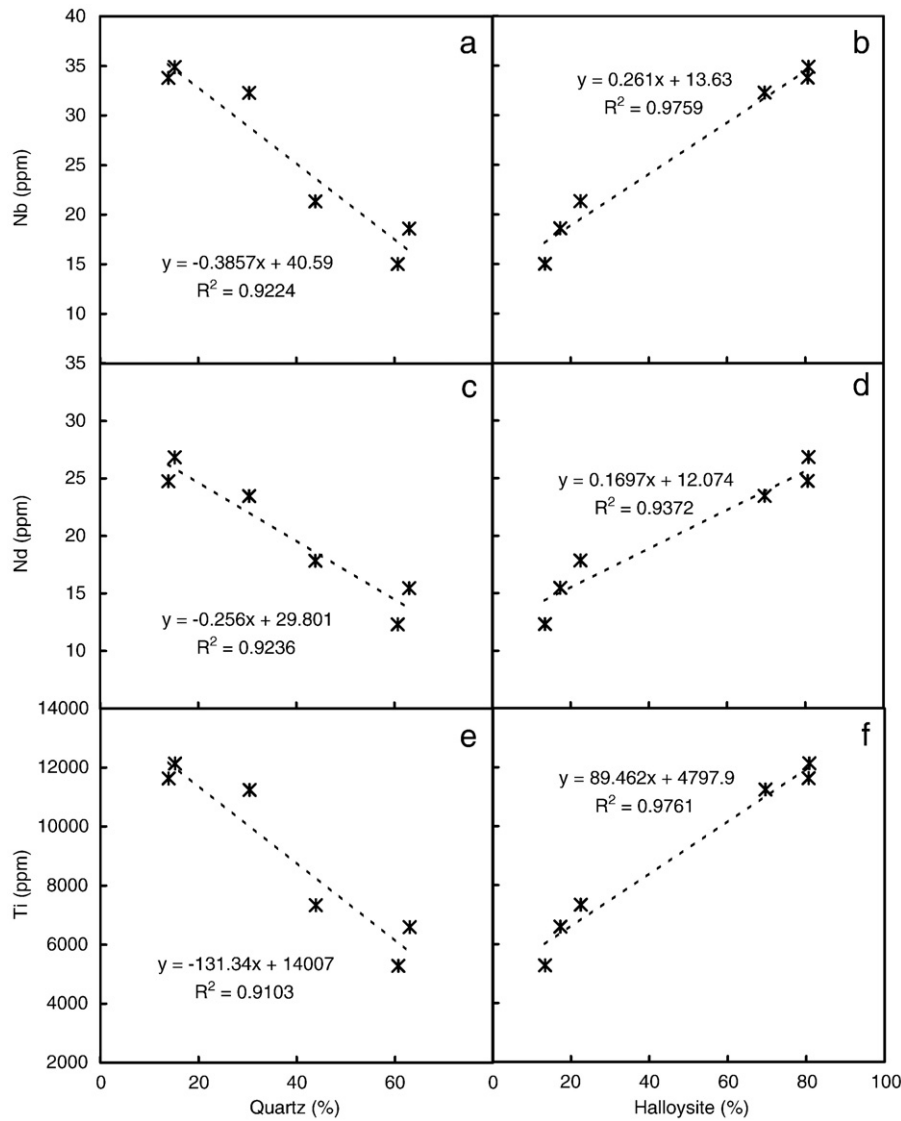 40
35
30
25
20
15
10
35
Nb (ppm)
a
y = -0.3857x + 40.59
R² = 0.9224
b
y = 0.261x + 13.63
R² = 0.9759
30
25
20
15
10
14000
Nd (ppm)
c
y = -0.256x + 29.801
R² = 0.9236
d
y = 0.1697x + 12.074
R² = 0.9372
12000
10000
8000
6000
4000
2000
Ti (ppm)
e
y = -131.34x + 14007
R² = 0.9103
f
y = 89.462x + 4797.9
R² = 0.9761
0 20 40 60 0 20 40 60 80 100
Quartz (%) Halloysite (%)